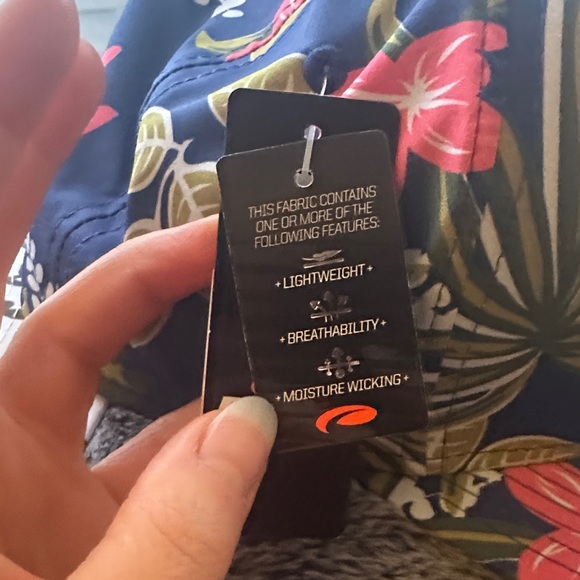 THIS FABRIC CONTAINS
ONE OR MORE OF THE
FOLLOWING FEATURES:
+ LIGHTWEIGHT +
+ BREATHABILITY +
+ MOISTURE WICKING +